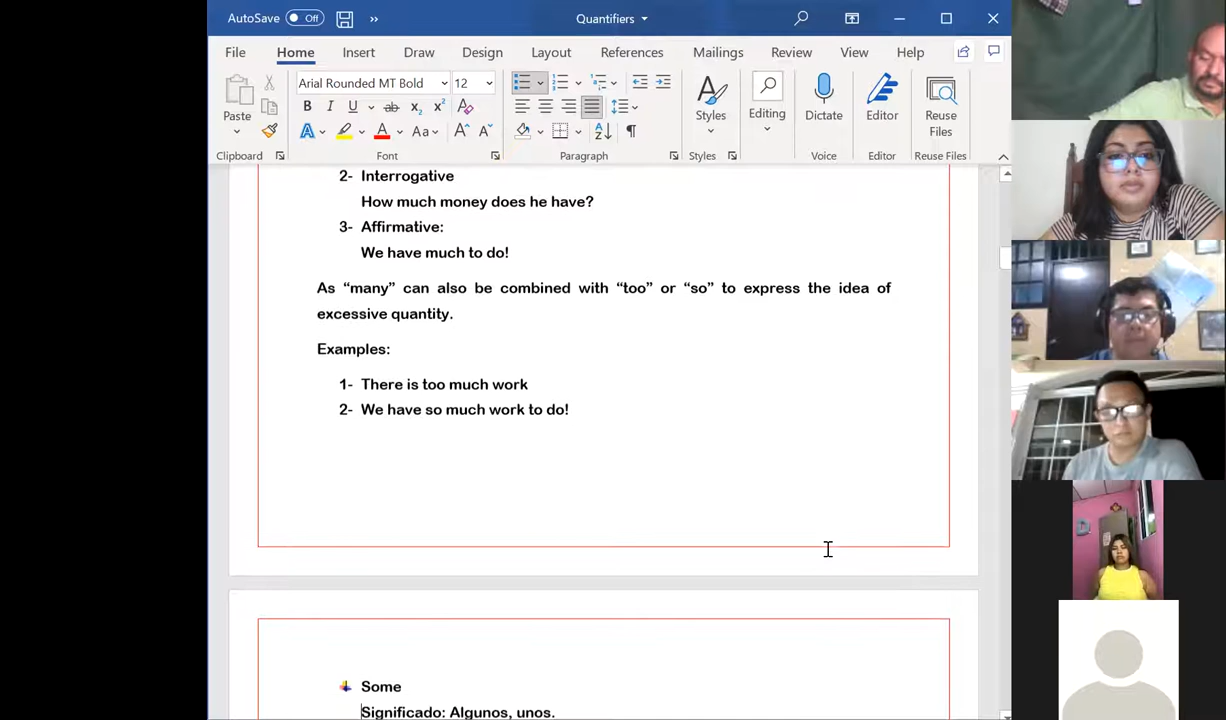 AutoSave Off Quantifiers
File Home Insert Draw Design Layout References Mailings Review View Help
Arial Rounded MT Bold 12
Paste Styles Editing Dictate Editor Reuse Files
B I U ab x₂ x²
A A Aa A A
Clipboard Font Paragraph Styles Voice Editor Reuse Files
2- Interrogative
How much money does he have?
3- Affirmative:
We have much to do!
As “many” can also be combined with “too” or “so” to express the idea of
excessive quantity.
Examples:
1- There is too much work
2- We have so much work to do!
Some
Significado: Algunos, unos.